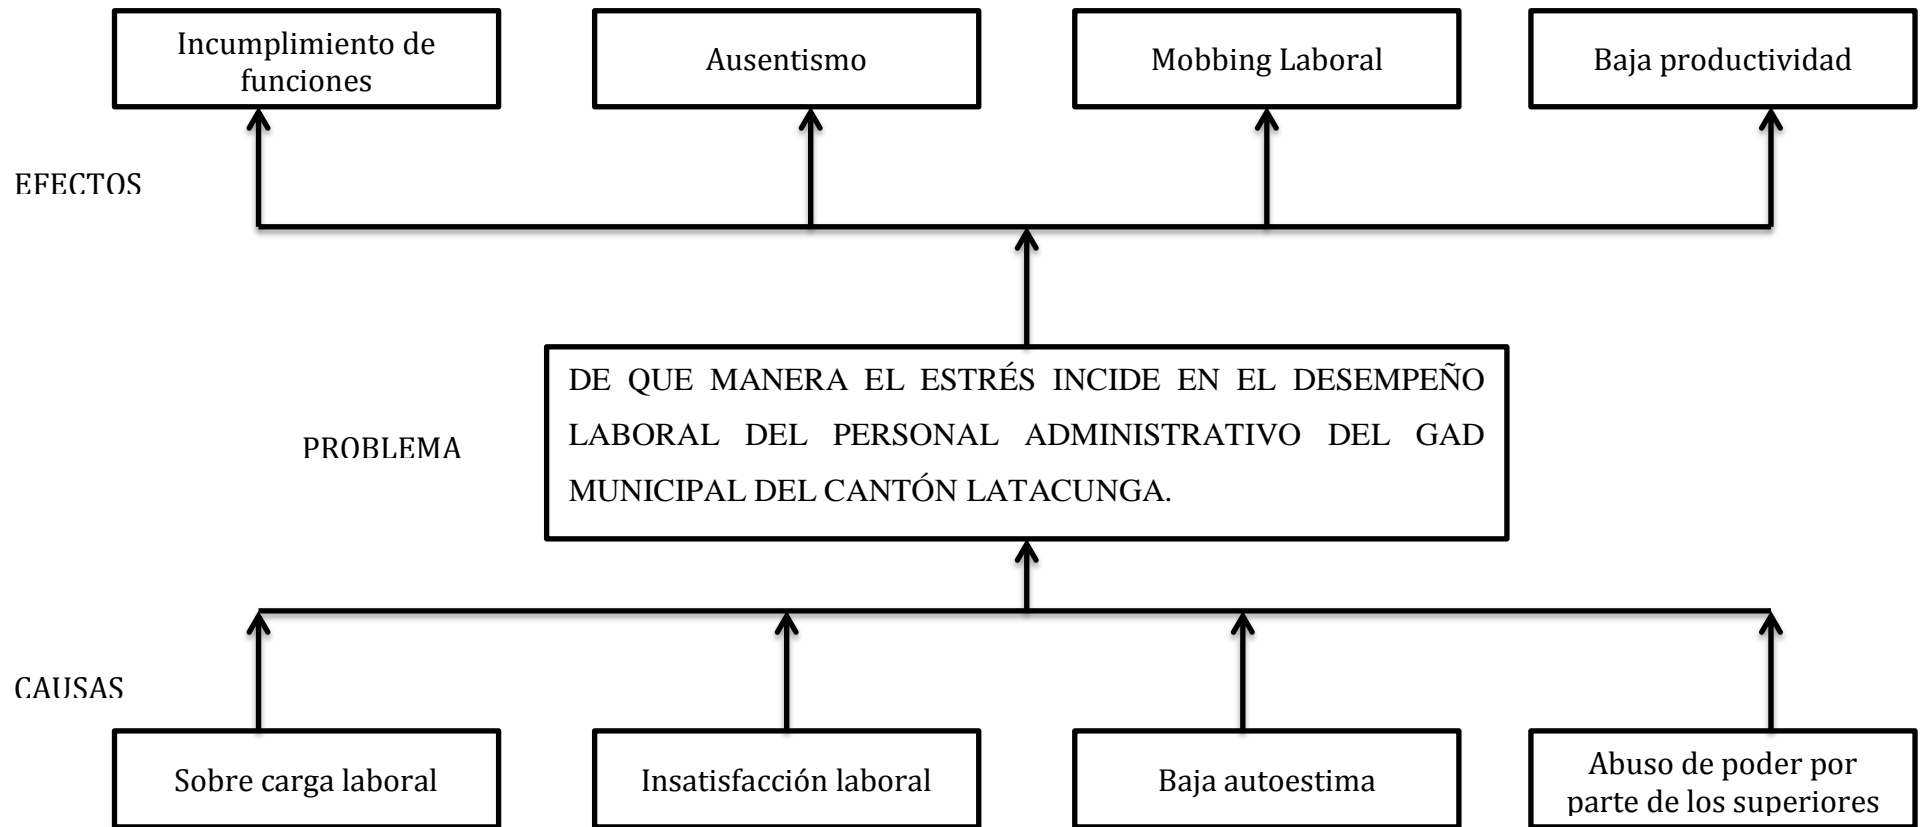 Incumplimiento de
funciones
Ausentismo
Mobbing Laboral
Baja productividad
EFECTOS
DE QUE MANERA EL ESTRÉS INCIDE EN EL DESEMPEÑO
LABORAL DEL PERSONAL ADMINISTRATIVO DEL GAD
MUNICIPAL DEL CANTÓN LATACUNGA.
PROBLEMA
CAUSAS
Sobre carga laboral
Insatisfacción laboral
Baja autoestima
Abuso de poder por
parte de los superiores